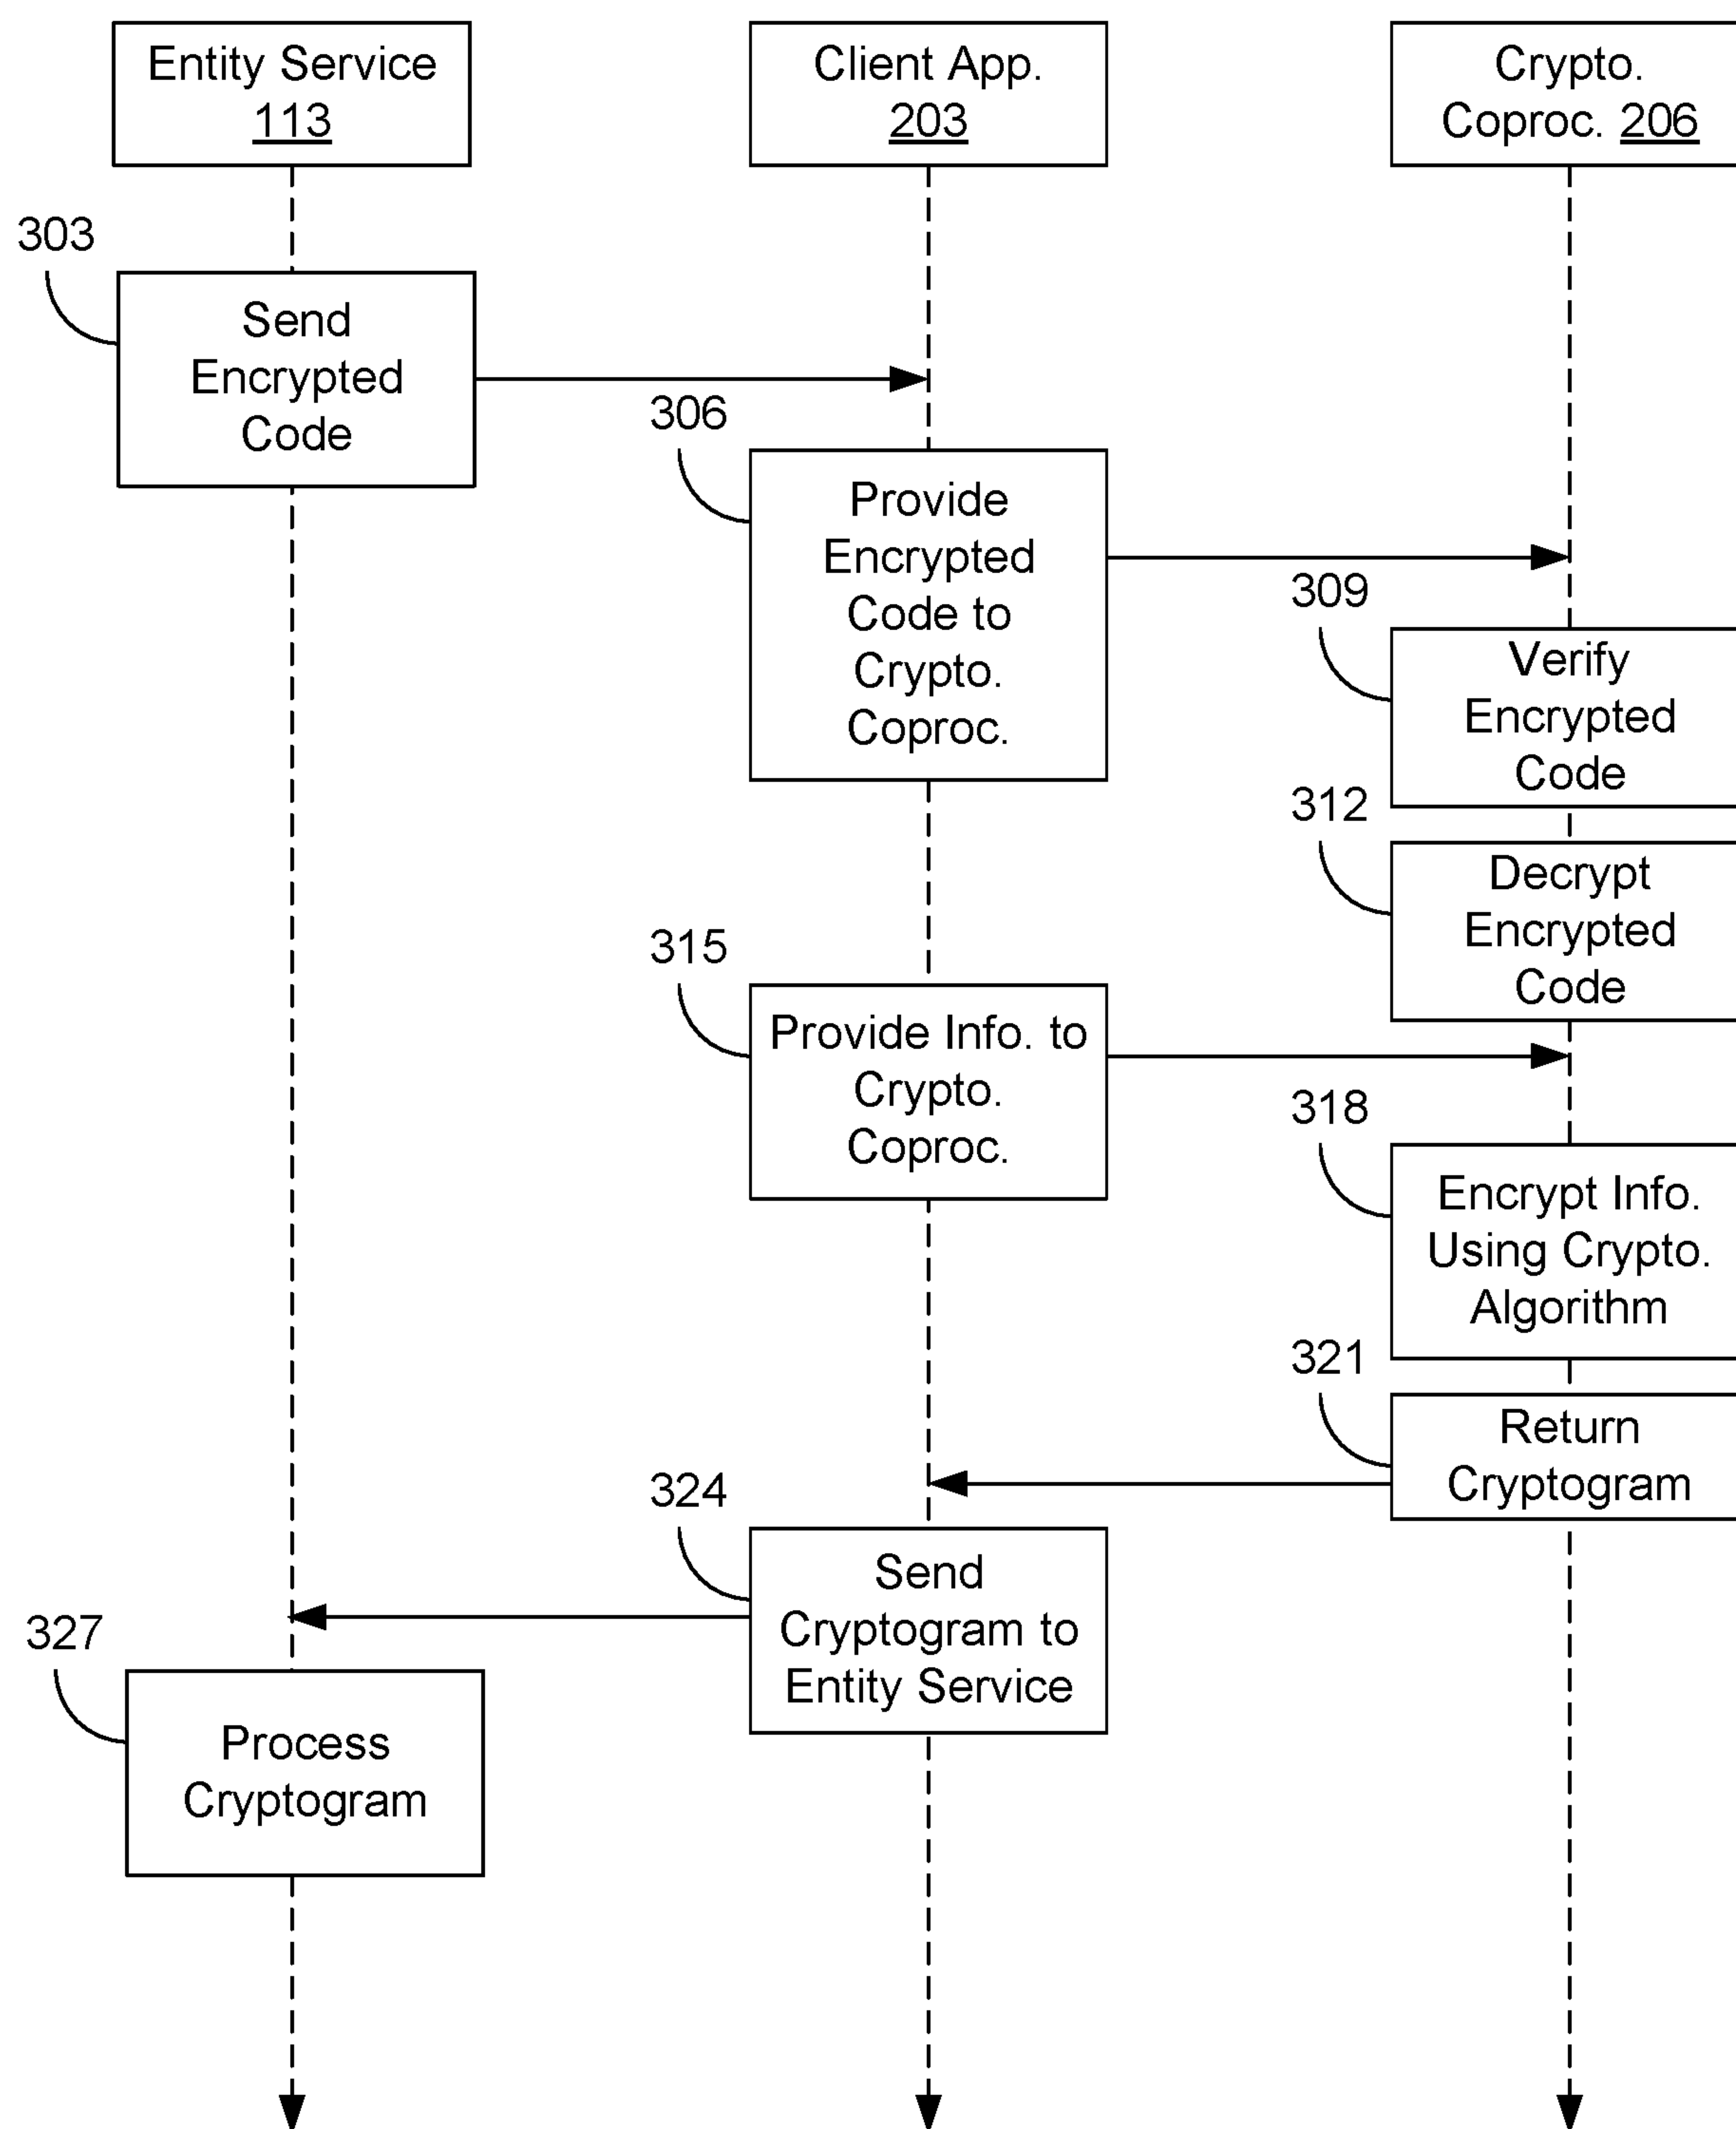 Entity Service
113
Client App.
203
Crypto.
Coproc. 206
303
Send
Encrypted
Code
306
Provide
Encrypted
Code to
Crypto.
Coproc.
309
Verify
Encrypted
Code
312
Decrypt
Encrypted
Code
315
Provide Info. to
Crypto.
Coproc.
318
Encrypt Info.
Using Crypto.
Algorithm
321
Return
Cryptogram
324
Send
Cryptogram to
Entity Service
327
Process
Cryptogram